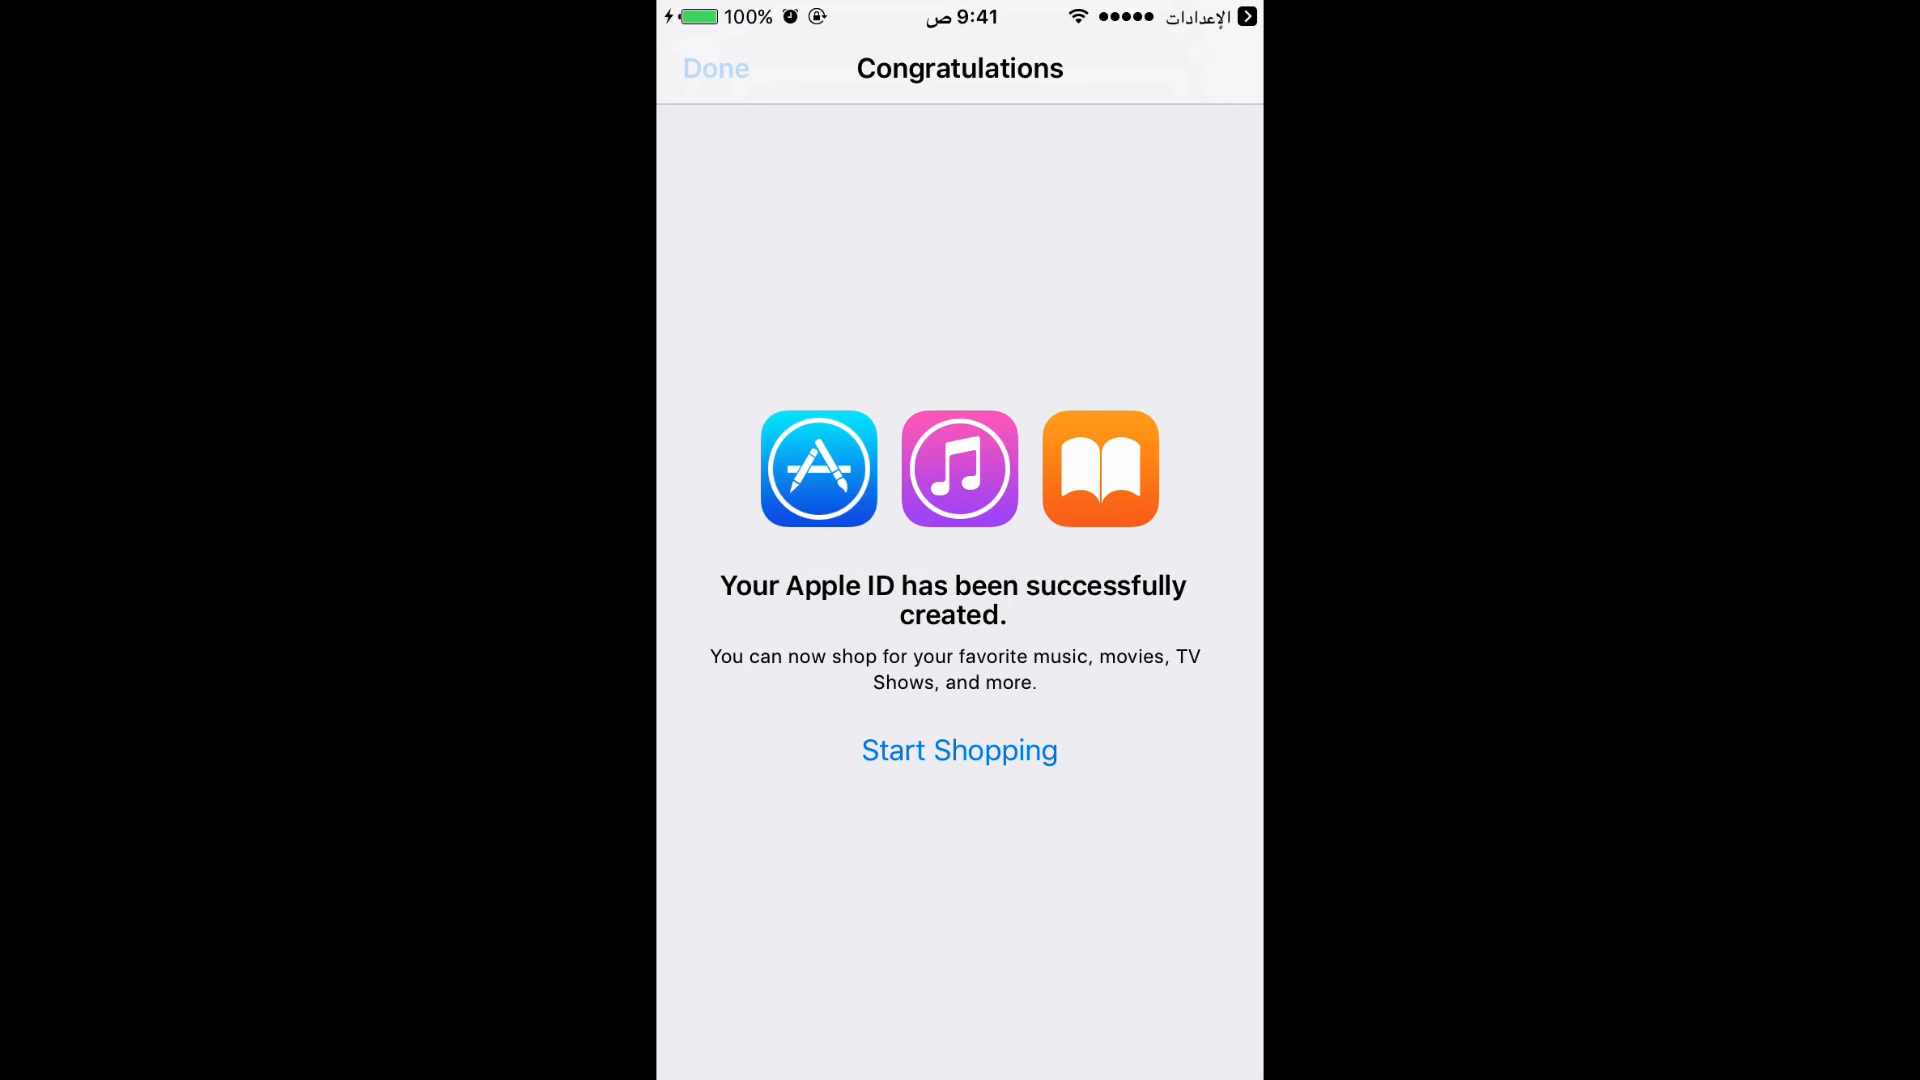 100% 9:41 ص الإعدادات
Done Congratulations
Your Apple ID has been successfully
created.
You can now shop for your favorite music, movies, TV
Shows, and more.
Start Shopping